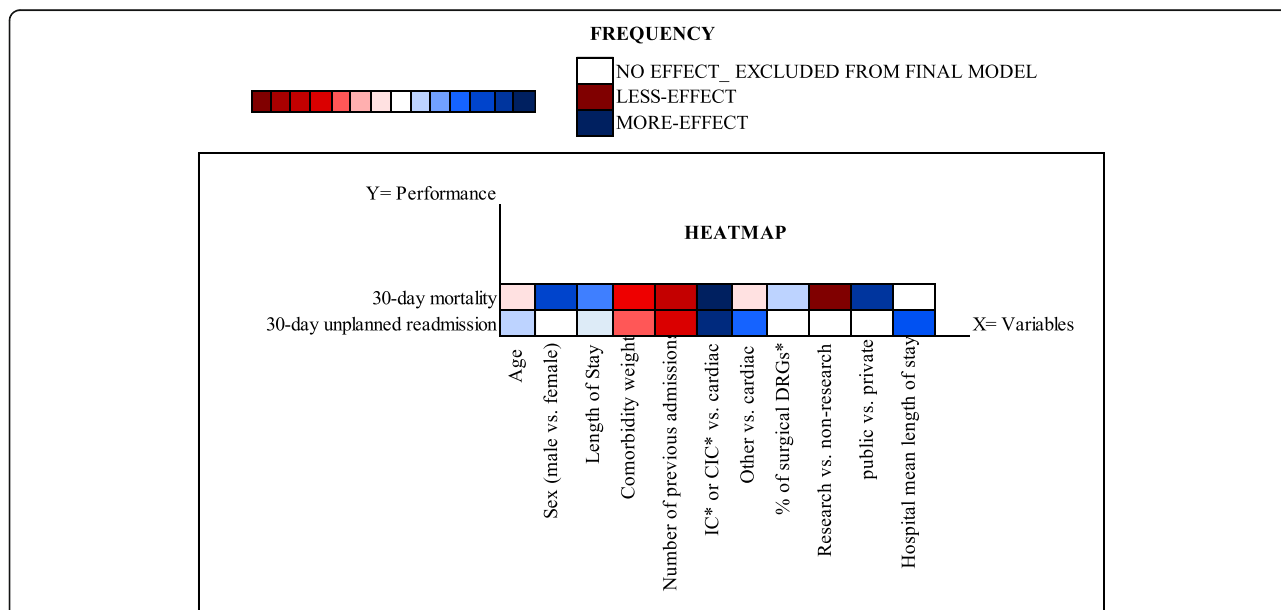 FREQUENCY
NO EFFECT_ EXCLUDED FROM FINAL MODEL
LESS-EFFECT
MORE-EFFECT
Y= Performance
HEATMAP
30-day mortality
30-day unplanned readmission
X= Variables
Age
Sex (male vs. female)
Length of Stay
Comorbidity weight
Number of previous admissions
IC* or CIC* vs. cardiac
Other vs. cardiac
% of surgical DRGs*
Research vs. non-research
public vs. private
Hospital mean length of stay